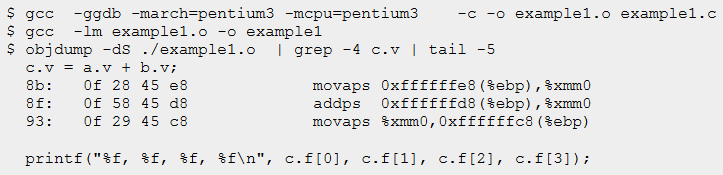 $ gcc -ggdb -march=pentium3 -mcpu=pentium3 -c -o example1.o example1.c
$ gcc -lm example1.o -o example1
$ objdump -dS ./example1.o | grep -4 c.v | tail -5
c.v = a.v + b.v;
8b: 0f 28 45 e8 movaps 0xffffffe8(%ebp),%xmm0
8f: 0f 58 45 d8 addps 0xffffffd8(%ebp),%xmm0
93: 0f 29 45 c8 movaps %xmm0,0xffffffc8(%ebp)
printf("%f, %f, %f, %f\n", c.f[0], c.f[1], c.f[2], c.f[3]);